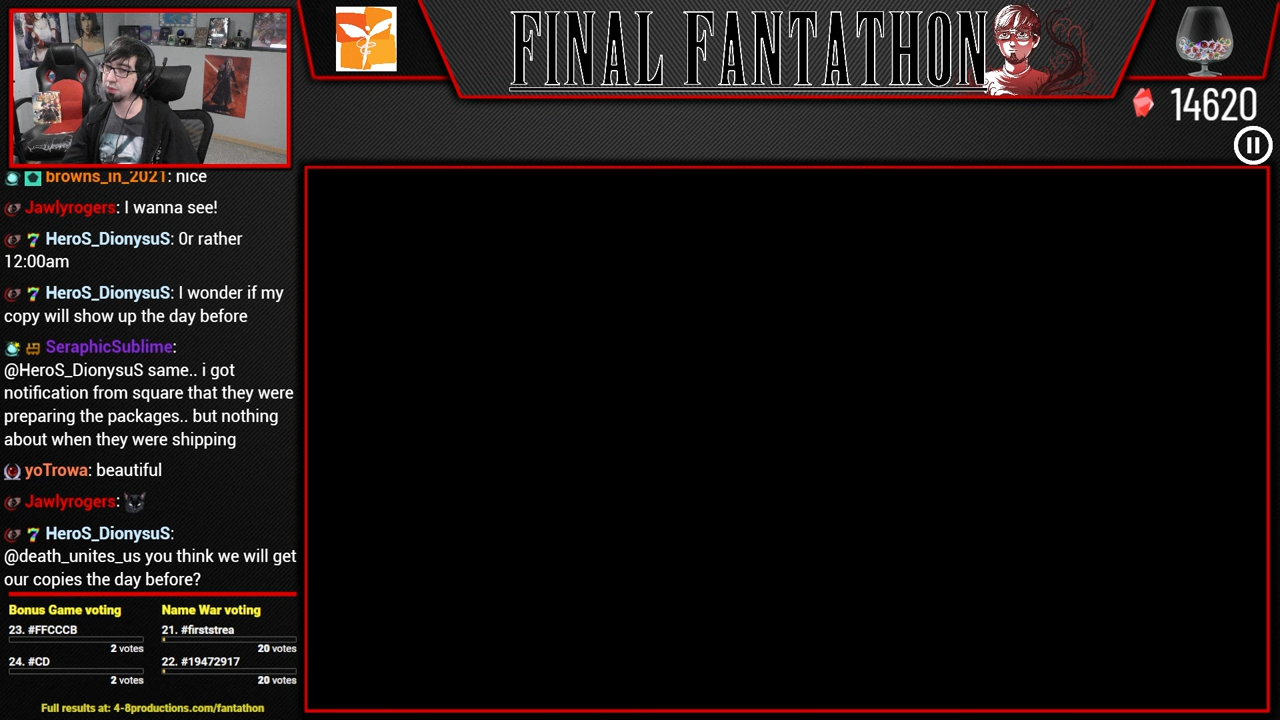 FINAL FANTATHON
14620
browns_in_2021: nice
Jawlyrogers: I wanna see!
HeroS_DionysuS: 0r rather
12:00am
HeroS_DionysuS: I wonder if my
copy will show up the day before
SeraphicSublime:
@HeroS_DionysuS same.. i got
notification from square that they were
preparing the packages.. but nothing
about when they were shipping
yoTrowa: beautiful
Jawlyrogers:
HeroS_DionysuS:
@death_unites_us you think we will get
our copies the day before?
Bonus Game voting
23. #FFCCCB
2 votes
24. #CD
2 votes
Name War voting
21. #firststrea
20 votes
22. #19472917
20 votes
Full results at: 4-8productions.com/fantathon